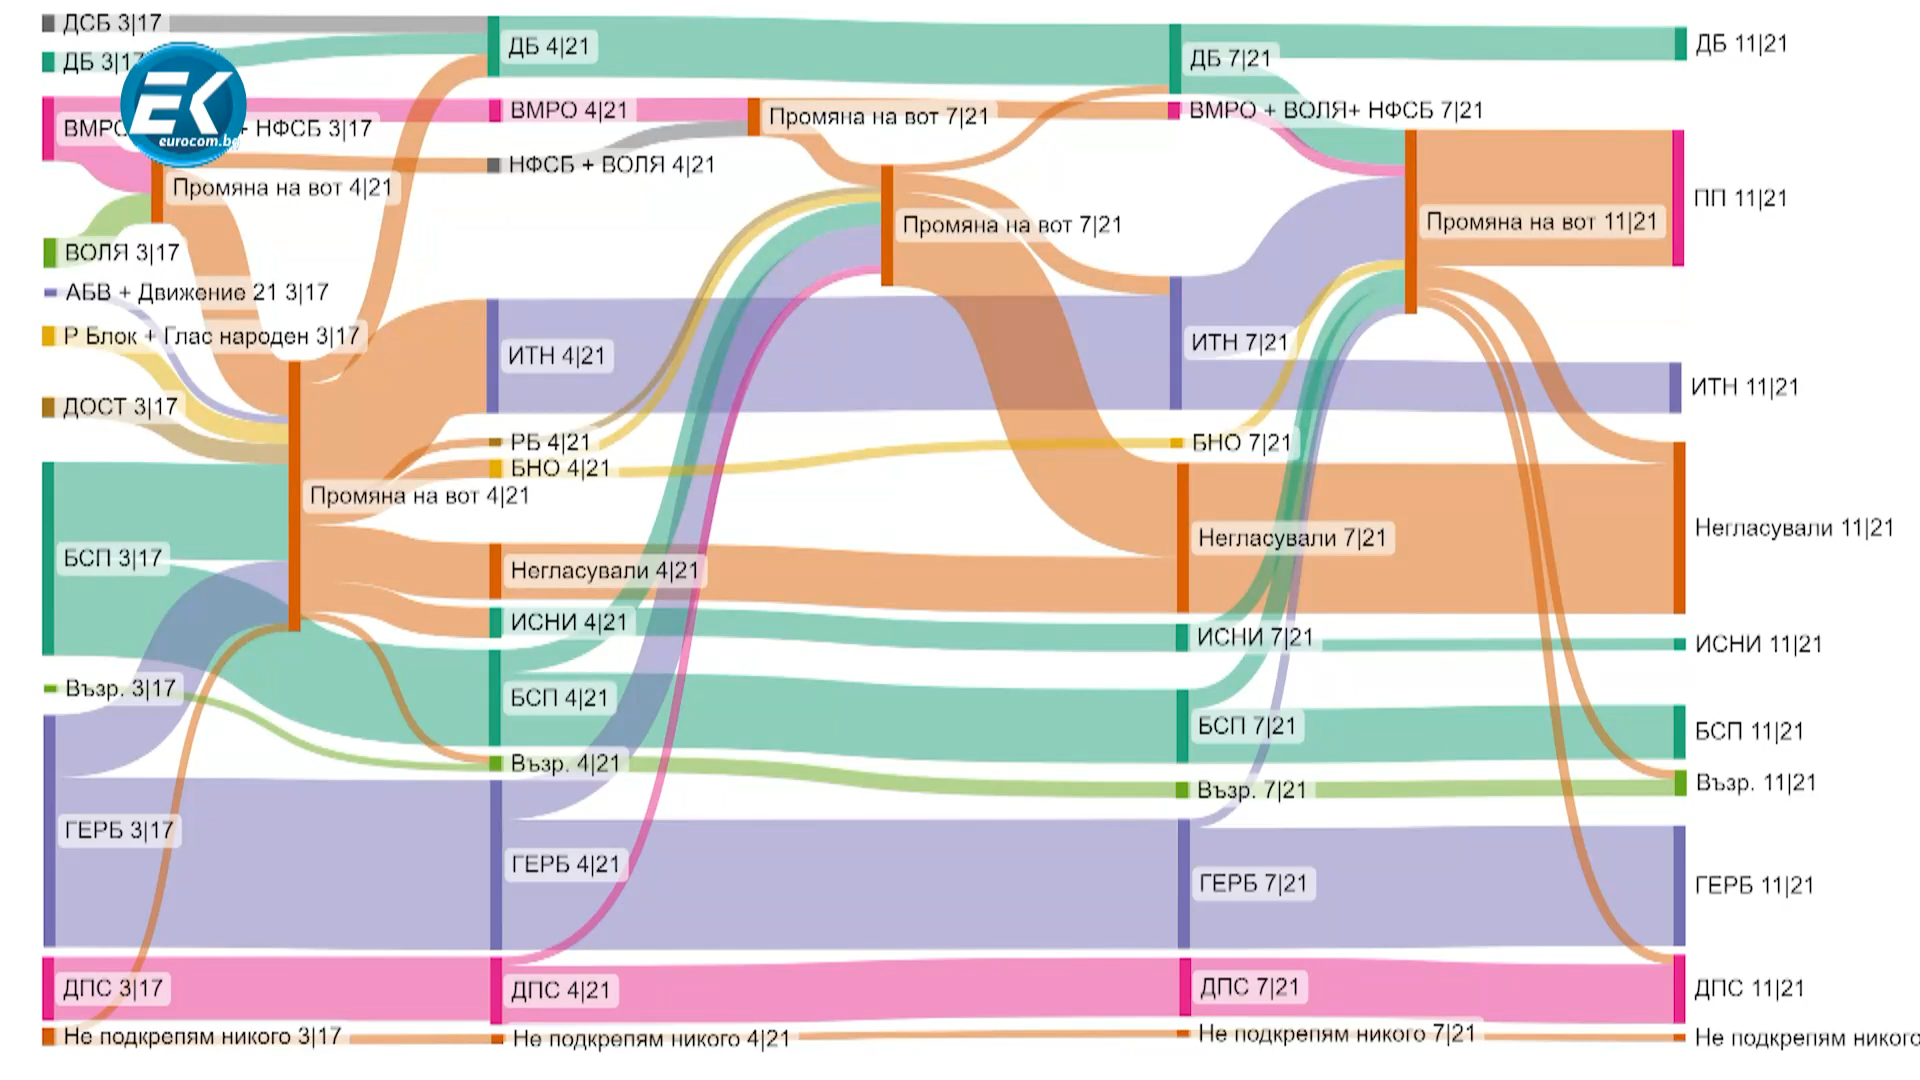 ДСБ 3|17
ДБ 3|17
EK
eurocom.bg
+ НФСБ 3|17
Промяна на вот 4|21
ВОЛЯ 3|17
АБВ + Движение 21 3|17
Р Блок + Глас народен 3|17
ДОСТ 3|17
БСП 3|17
Възр. 3|17
ГЕРБ 3|17
ДПС 3|17
Не подкрепям никого 3|17
Промяна на вот 4|21
ДБ 4|21
ВМРО 4|21
НФСБ + ВОЛЯ 4|21
ИТН 4|21
РБ 4|21
БНО 4|21
Негласували 4|21
ИСНИ 4|21
БСП 4|21
Възр. 4|21
ГЕРБ 4|21
ДПС 4|21
Не подкрепям никого 4|21
Промяна на вот 7|21
Промяна на вот 7|21
ДБ 7|21
ВМРО + ВОЛЯ+ НФСБ 7|21
ИТН 7|21
БНО 7|21
Негласували 7|21
ИСНИ 7|21
БСП 7|21
Възр. 7|21
ГЕРБ 7|21
ДПС 7|21
Не подкрепям никого 7|21
Промяна на вот 11|21
ДБ 11|21
ПП 11|21
ИТН 11|21
Негласували 11|21
ИСНИ 11|21
БСП 11|21
Възр. 11|21
ГЕРБ 11|21
ДПС 11|21
Не подкрепям никого